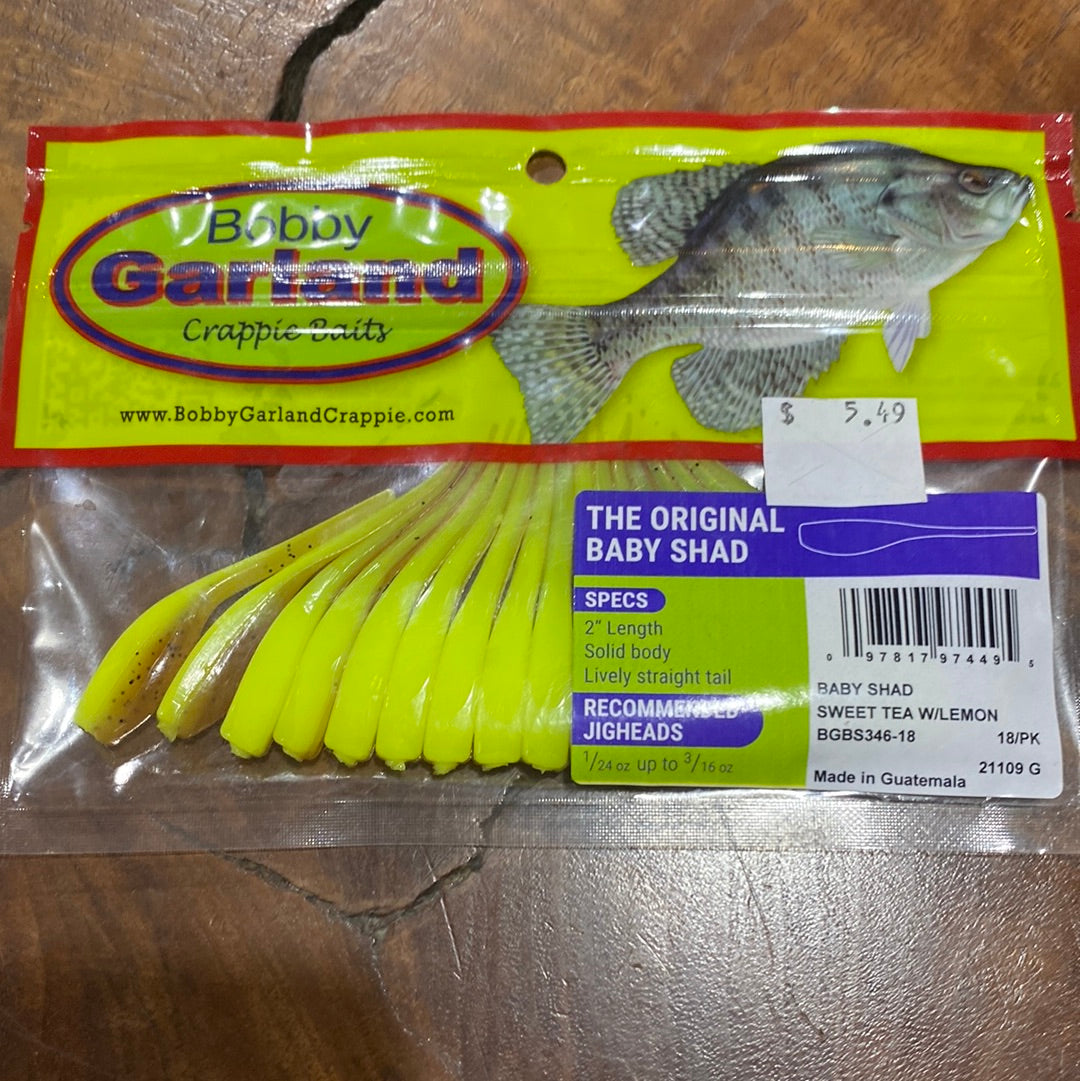 Bobby
Garland
Crappie Baits
www.BobbyGarlandCrappie.com
$ 5.49
THE ORIGINAL
BABY SHAD
SPECS
2" Length
Solid body
Lively straight tail
RECOMMENDED
JIGHEADS
1/24 oz up to 3/16 oz
0 97817 97449 5
BABY SHAD
SWEET TEA W/LEMON
BGBS346-18 18/PK
21109 G
Made in Guatemala